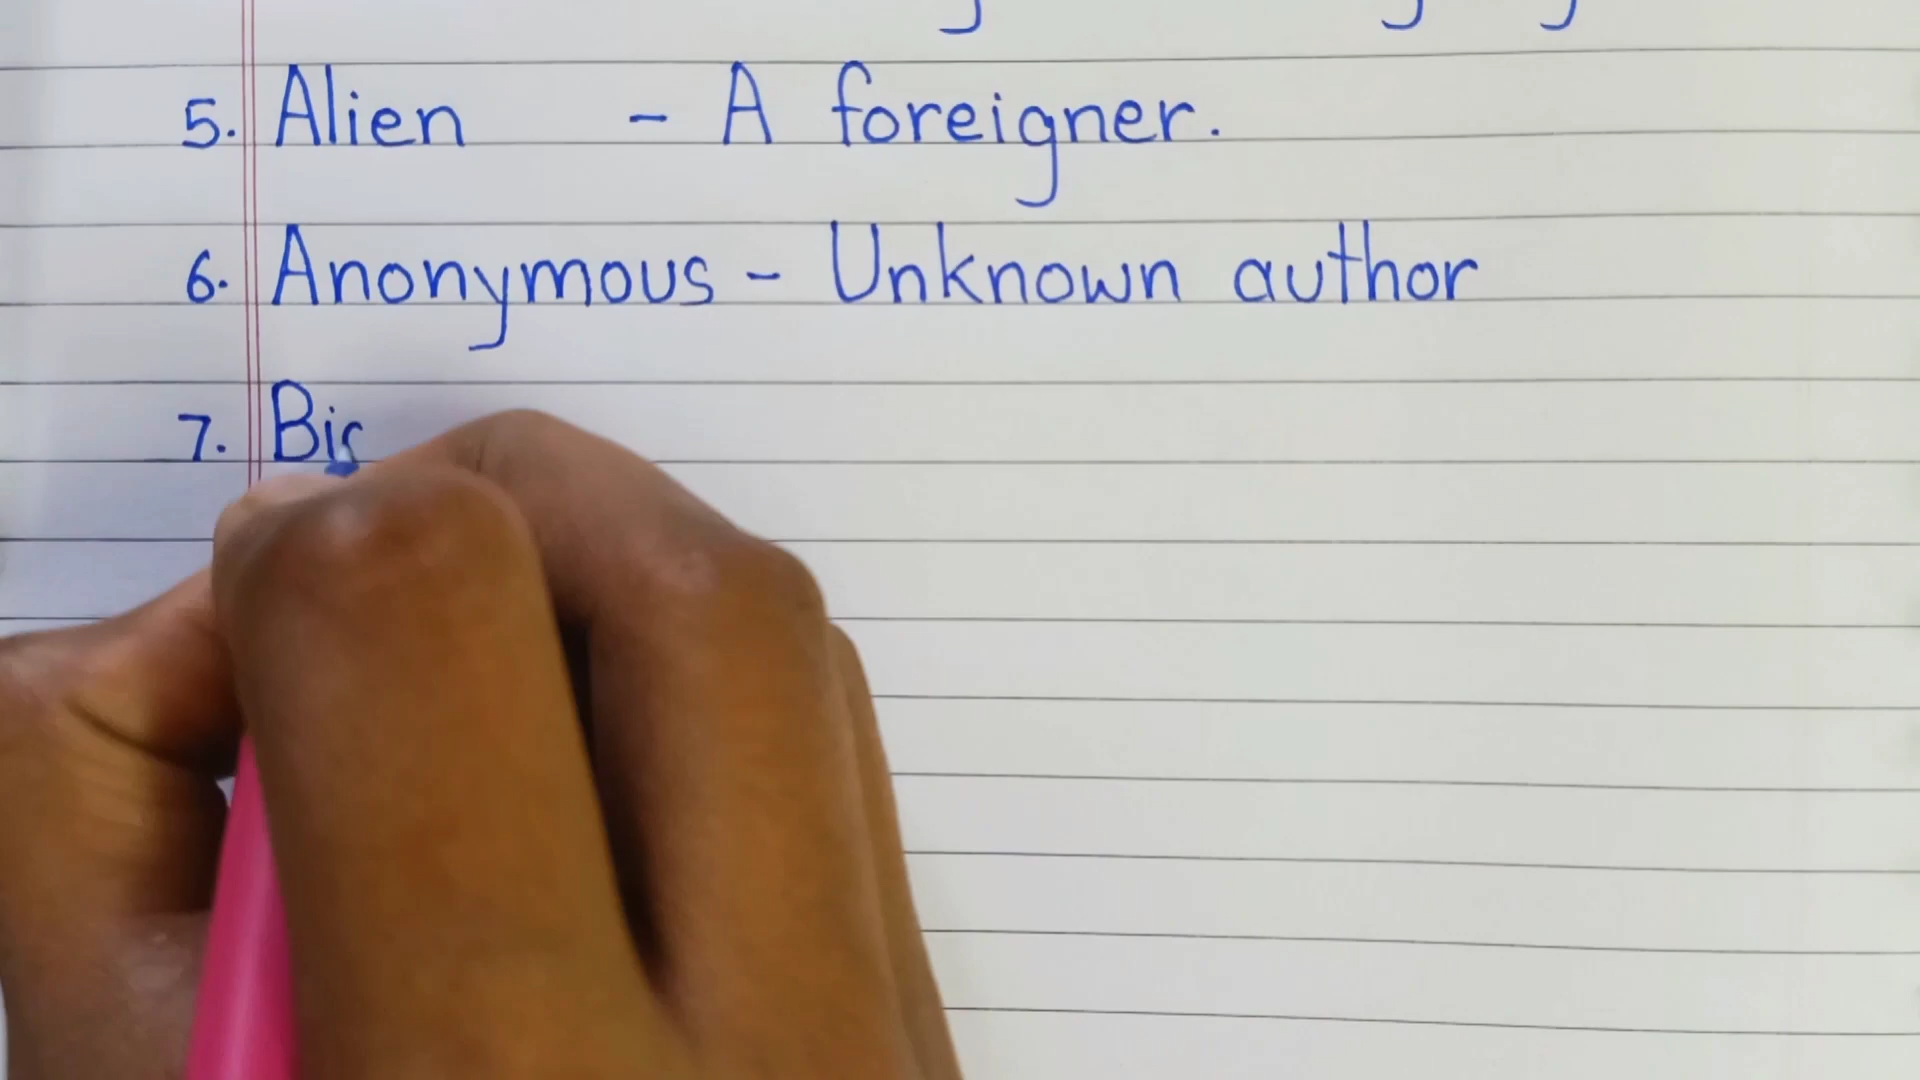 5. Alien - A foreigner.
6. Anonymous - Unknown author
7. Bi